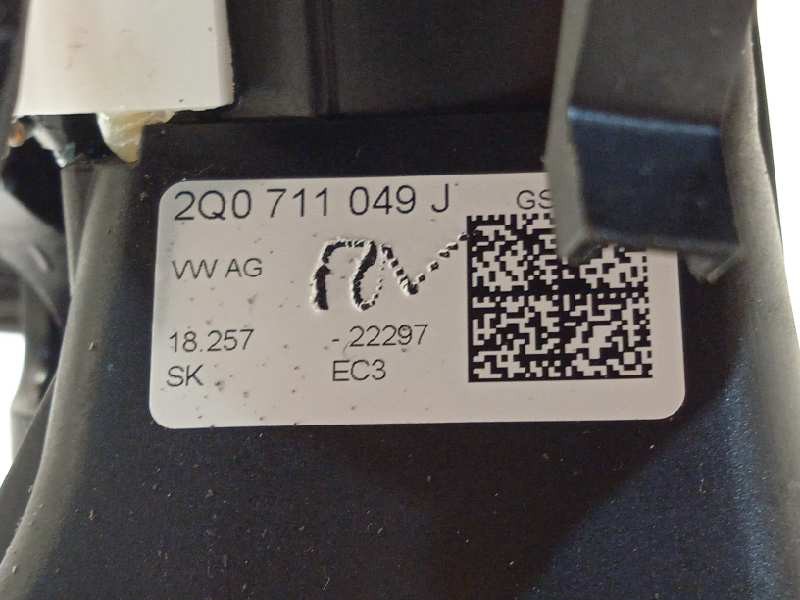 2Q0 711 049 J GS
VW AG
18.257 - 22297
SK EC3